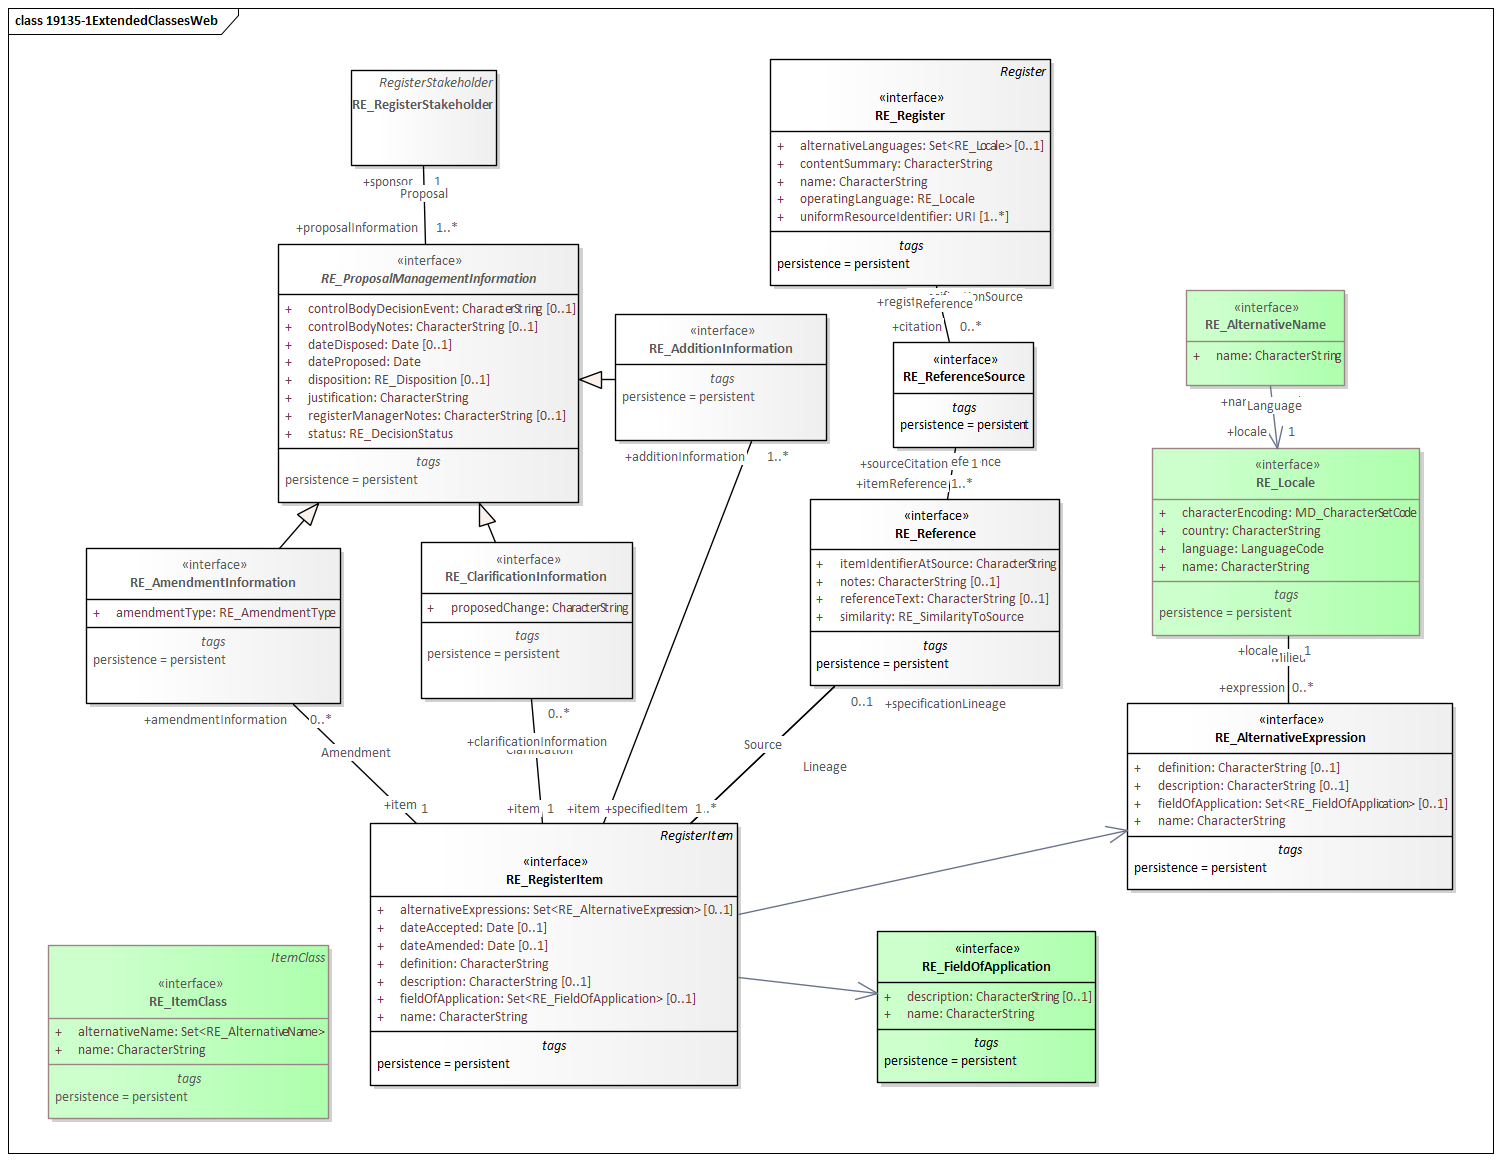 class 19135-1ExtendedClassesWeb
RegisterStakeholder
RE_RegisterStakeholder
+sponsor 1
Proposal
+proposalInformation 1..*
«interface»
RE_ProposalManagementInformation
+ controlBodyDecisionEvent: CharacterString [0..1]
+ controlBodyNotes: CharacterString [0..1]
+ dateDisposed: Date [0..1]
+ dateProposed: Date
+ disposition: RE_Disposition [0..1]
+ justification: CharacterString
+ registerManagerNotes: CharacterString [0..1]
+ status: RE_DecisionStatus
tags
persistence = persistent
Register
«interface»
RE_Register
+ alternativeLanguages: Set<RE_Locale> [0..1]
+ contentSummary: CharacterString
+ name: CharacterString
+ operatingLanguage: RE_Locale
+ uniformResourceIdentifier: URI [1..*]
tags
persistence = persistent
Reference
+citation 0..*
«interface»
RE_AdditionInformation
tags
persistence = persistent
+additionInformation 1..*
«interface»
RE_ReferenceSource
tags
persistence = persistent
+sourceCitation 1
+itemReference 1..*
«interface»
RE_Reference
+ itemIdentifierAtSource: CharacterString
+ notes: CharacterString [0..1]
+ referenceText: CharacterString [0..1]
+ similarity: RE_SimilarityToSource
tags
persistence = persistent
0..1 +specificationLineage
Source
Lineage
«interface»
RE_AlternativeName
+ name: CharacterString
Language
+locale 1
«interface»
RE_Locale
+ characterEncoding: MD_CharacterSetCode
+ country: CharacterString
+ language: LanguageCode
+ name: CharacterString
tags
persistence = persistent
+locale 1
Milieu
+expression 0..*
«interface»
RE_AlternativeExpression
+ definition: CharacterString [0..1]
+ description: CharacterString [0..1]
+ fieldOfApplication: Set<RE_FieldOfApplication> [0..1]
+ name: CharacterString
tags
persistence = persistent
«interface»
RE_AmendmentInformation
+ amendmentType: RE_AmendmentType
tags
persistence = persistent
+amendmentInformation 0..*
Amendment
+item 1
«interface»
RE_ClarificationInformation
+ proposedChange: CharacterString
tags
persistence = persistent
0..*
+clarificationInformation
Clarification
+item 1
+item +specifiedItem 1..*
RegisterItem
«interface»
RE_RegisterItem
+ alternativeExpressions: Set<RE_AlternativeExpression> [0..1]
+ dateAccepted: Date [0..1]
+ dateAmended: Date [0..1]
+ definition: CharacterString
+ description: CharacterString [0..1]
+ fieldOfApplication: Set<RE_FieldOfApplication> [0..1]
+ name: CharacterString
tags
persistence = persistent
«interface»
RE_FieldOfApplication
+ description: CharacterString [0..1]
+ name: CharacterString
tags
persistence = persistent
ItemClass
«interface»
RE_ItemClass
+ alternativeName: Set<RE_AlternativeName>
+ name: CharacterString
tags
persistence = persistent